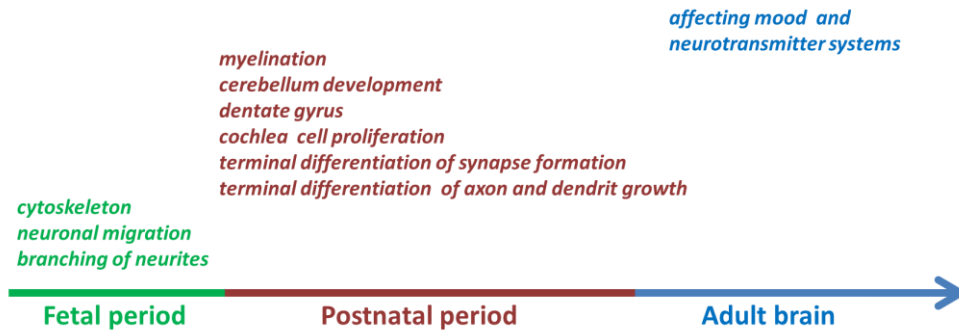 affecting mood and
neurotransmitter systems
myelination
cerebellum development
dentate gyrus
cochlea cell proliferation
terminal differentiation of synapse formation
terminal differentiation of axon and dendrit growth
cytoskeleton
neuronal migration
branching of neurites
Fetal period
Postnatal period
Adult brain